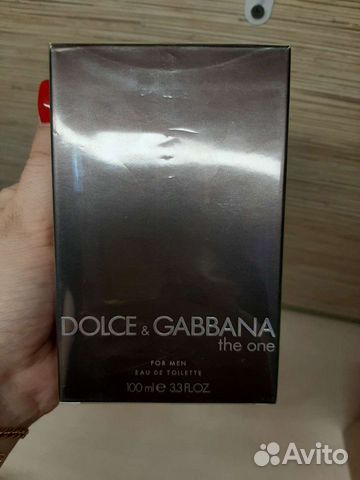 DOLCE & GABBANA
the one
FOR MEN
EAU DE TOILETTE
100 ml ℮ 3.3 FL.OZ.
Avito